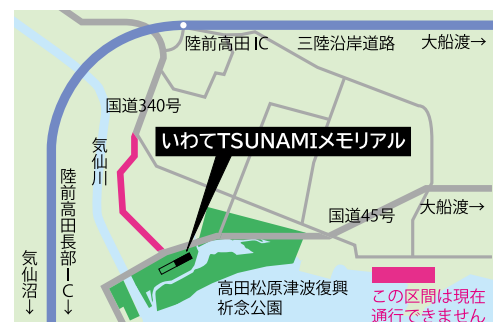 陸前高田IC
三陸沿岸道路
大船渡→
国道340号
いわてTSUNAMIメモリアル
気仙川
陸前高田長部IC→
気仙沼→
国道45号
大船渡→
高田松原津波復興
祈念公園
この区間は現在
通行できません